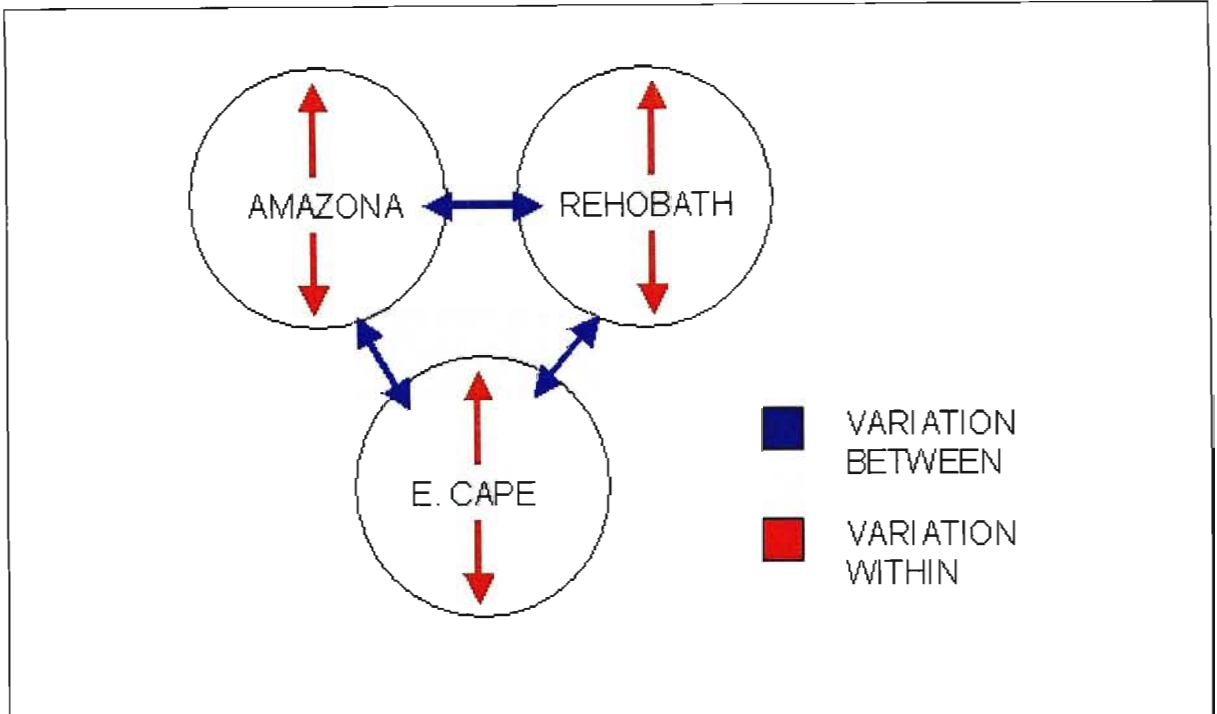 AMAZONA
REHOBATH
E. CAPE
VARIATION
BETWEEN
VARIATION
WITHIN